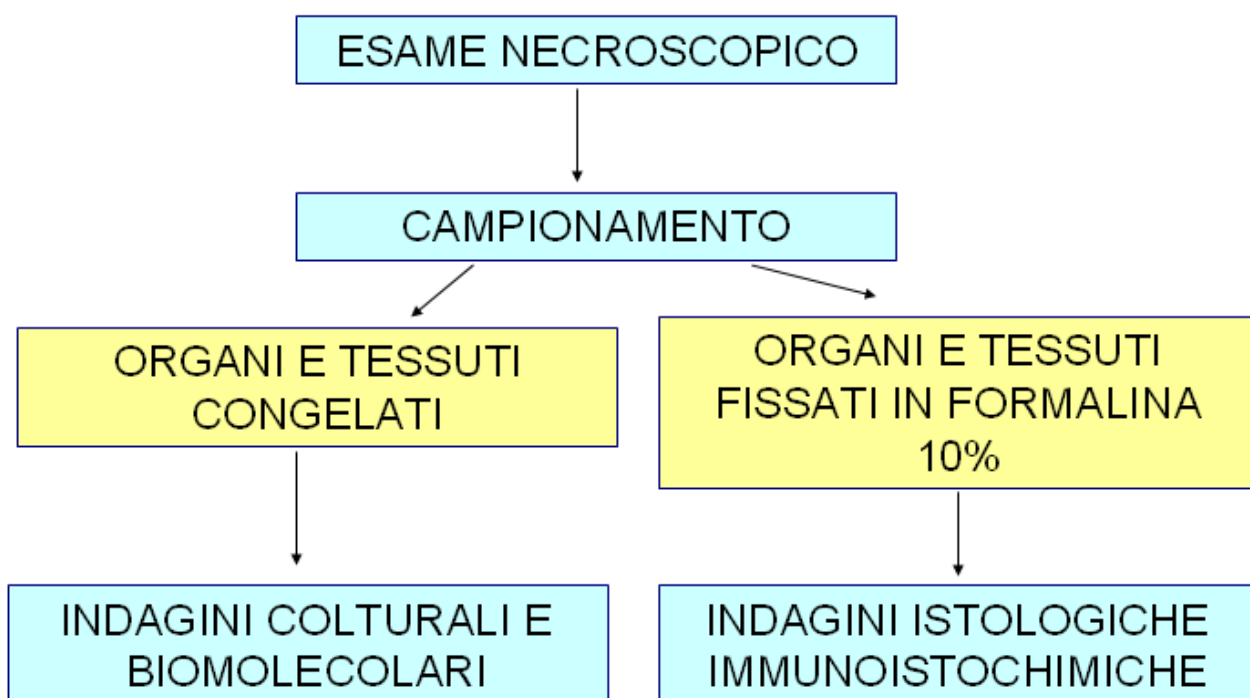 ESAME NECROSCOPICO
CAMPIONAMENTO
ORGANI E TESSUTI
CONGELATI
ORGANI E TESSUTI
FISSATI IN FORMALINA
10%
INDAGINI COLTURALI E
BIOMOLECOLARI
INDAGINI ISTOLOGICHE
IMMUNOISTOCHIMICHE